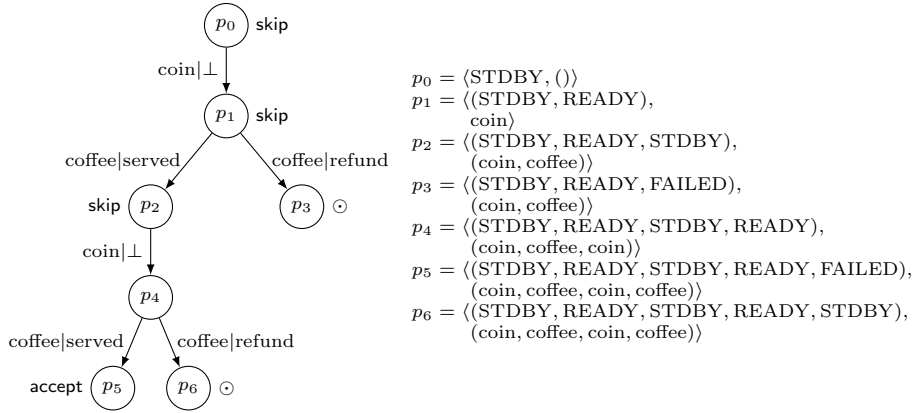 p0 skip
coin|⊥
p1 skip
coffee|served coffee|refund
skip p2 p3 ⊙
coin|⊥
p4
coffee|served coffee|refund
accept p5 p6 ⊙
p0 = ⟨STDBY, ()⟩
p1 = ⟨(STDBY, READY),
coin⟩
p2 = ⟨(STDBY, READY, STDBY),
(coin, coffee)⟩
p3 = ⟨(STDBY, READY, FAILED),
(coin, coffee)⟩
p4 = ⟨(STDBY, READY, STDBY, READY),
(coin, coffee, coin)⟩
p5 = ⟨(STDBY, READY, STDBY, READY, FAILED),
(coin, coffee, coin, coffee)⟩
p6 = ⟨(STDBY, READY, STDBY, READY, STDBY),
(coin, coffee, coin, coffee)⟩